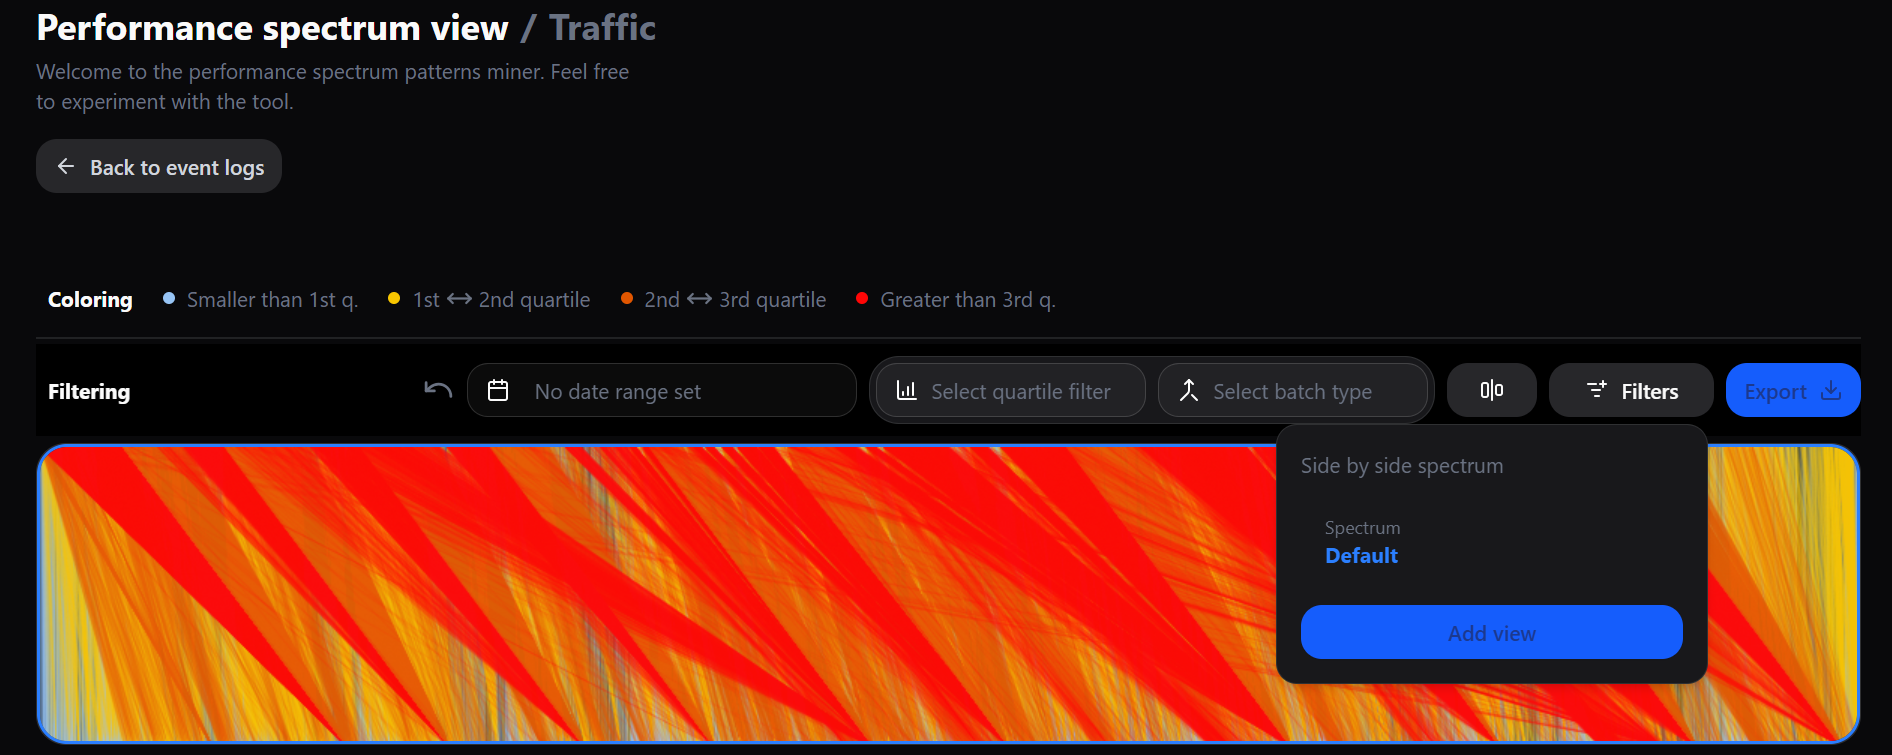 Performance spectrum view / Traffic
Welcome to the performance spectrum patterns miner. Feel free
to experiment with the tool.
Back to event logs
Coloring Smaller than 1st q. 1st ↔ 2nd quartile 2nd ↔ 3rd quartile Greater than 3rd q.
Filtering No date range set Select quartile filter Select batch type Filters Export
Side by side spectrum
Spectrum
Default
Add view